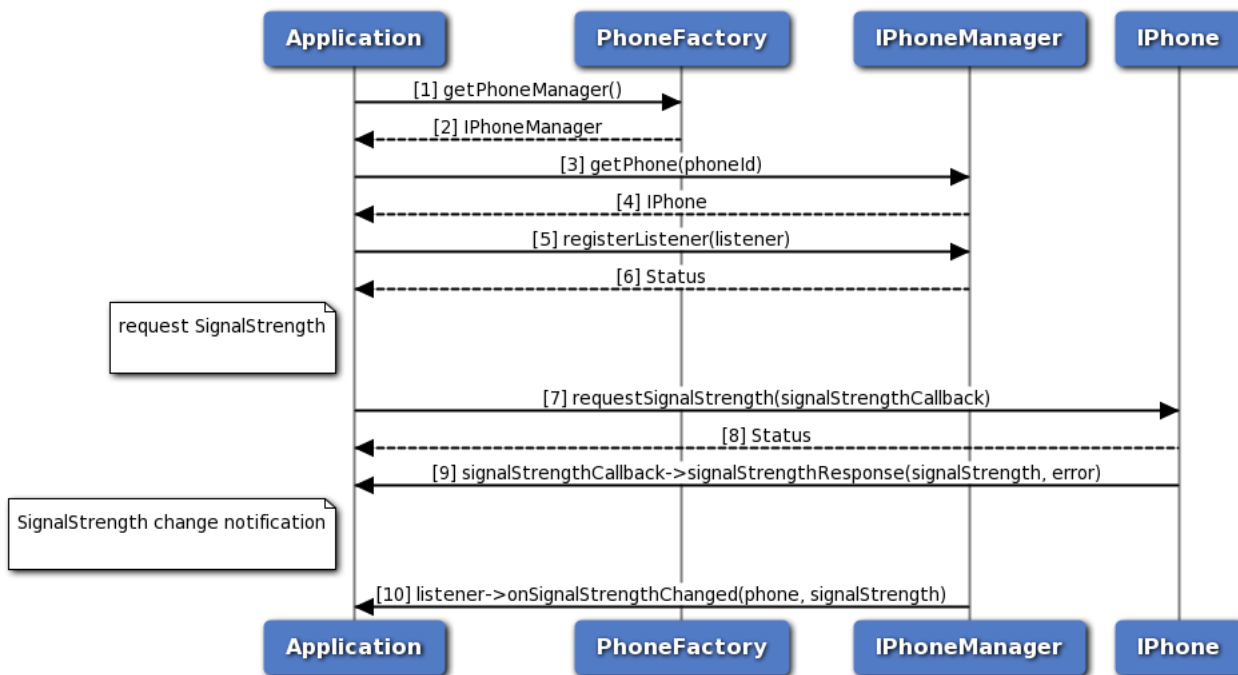 Application PhoneFactory IPhoneManager IPhone
[1] getPhoneManager()
[2] IPhoneManager
[3] getPhone(phoneId)
[4] IPhone
[5] registerListener(listener)
[6] Status
request SignalStrength
[7] requestSignalStrength(signalStrengthCallback)
[8] Status
[9] signalStrengthCallback->signalStrengthResponse(signalStrength, error)
SignalStrength change notification
[10] listener->onSignalStrengthChanged(phone, signalStrength)
Application PhoneFactory IPhoneManager IPhone